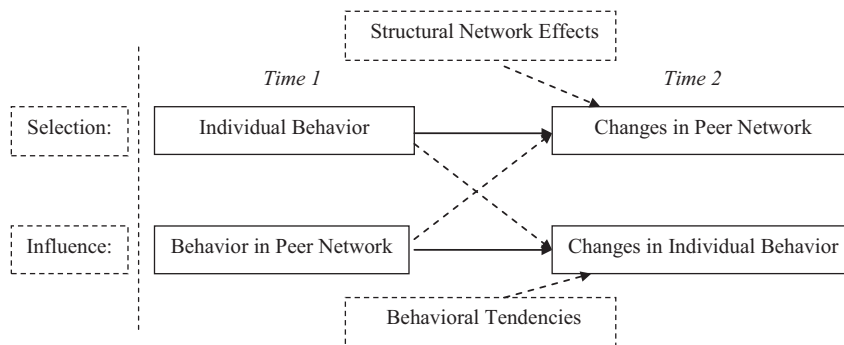 Structural Network Effects
Time 1
Time 2
Selection:
Individual Behavior
Changes in Peer Network
Influence:
Behavior in Peer Network
Changes in Individual Behavior
Behavioral Tendencies